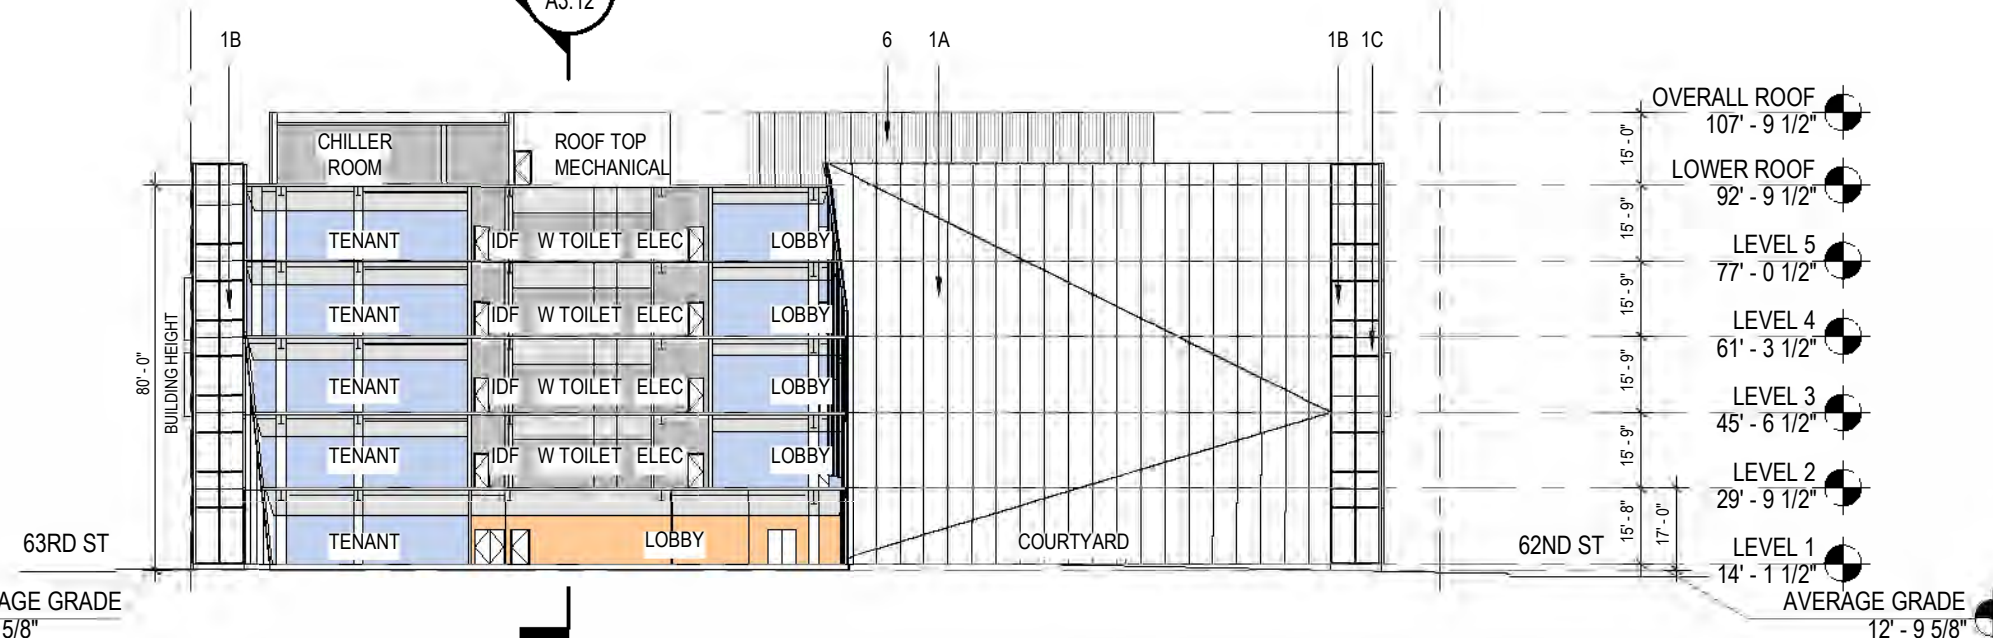 A3.12
1B
6
1A
1B
1C
OVERALL ROOF
107' - 9 1/2"
15' - 0"
CHILLER
ROOM
ROOF TOP
MECHANICAL
LOWER ROOF
92' - 9 1/2"
15' - 9"
TENANT
IDF
W TOILET
ELEC
LOBBY
LEVEL 5
77' - 0 1/2"
15' - 9"
TENANT
IDF
W TOILET
ELEC
LOBBY
LEVEL 4
61' - 3 1/2"
80' - 0"
BUILDING HEIGHT
15' - 9"
TENANT
IDF
W TOILET
ELEC
LOBBY
LEVEL 3
45' - 6 1/2"
15' - 9"
TENANT
IDF
W TOILET
ELEC
LOBBY
LEVEL 2
29' - 9 1/2"
15' - 8"
17' - 0"
63RD ST
TENANT
LOBBY
COURTYARD
62ND ST
LEVEL 1
14' - 1 1/2"
AGE GRADE
5/8"
AVERAGE GRADE
12' - 9 5/8"